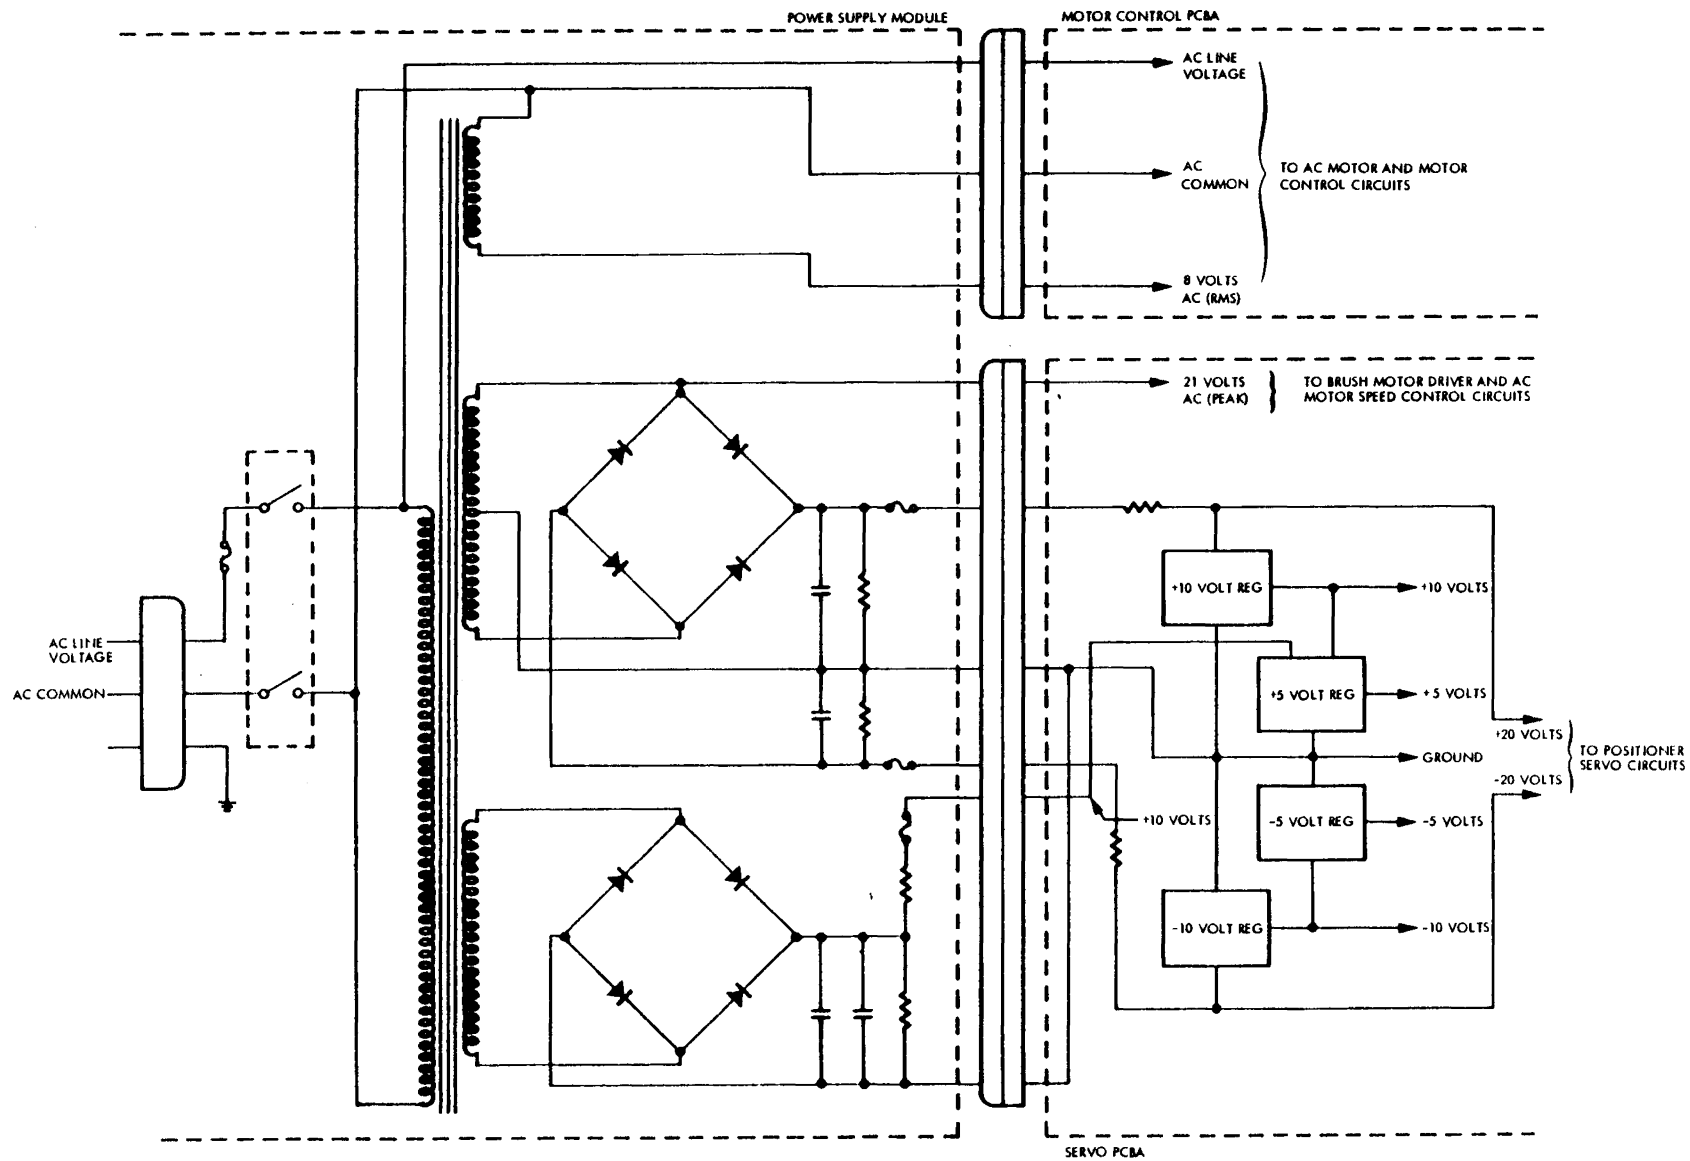 POWER SUPPLY MODULE
MOTOR CONTROL PCBA
AC LINE
VOLTAGE
AC
COMMON
TO AC MOTOR AND MOTOR
CONTROL CIRCUITS
8 VOLTS
AC (RMS)
21 VOLTS
AC (PEAK)
TO BRUSH MOTOR DRIVER AND AC
MOTOR SPEED CONTROL CIRCUITS
+10 VOLT REG
+10 VOLTS
AC LINE
VOLTAGE
AC COMMON
+5 VOLT REG
+5 VOLTS
+20 VOLTS
GROUND
TO POSITIONER
SERVO CIRCUITS
-20 VOLTS
+10 VOLTS
-5 VOLT REG
-5 VOLTS
-10 VOLT REG
-10 VOLTS
SERVO PCBA